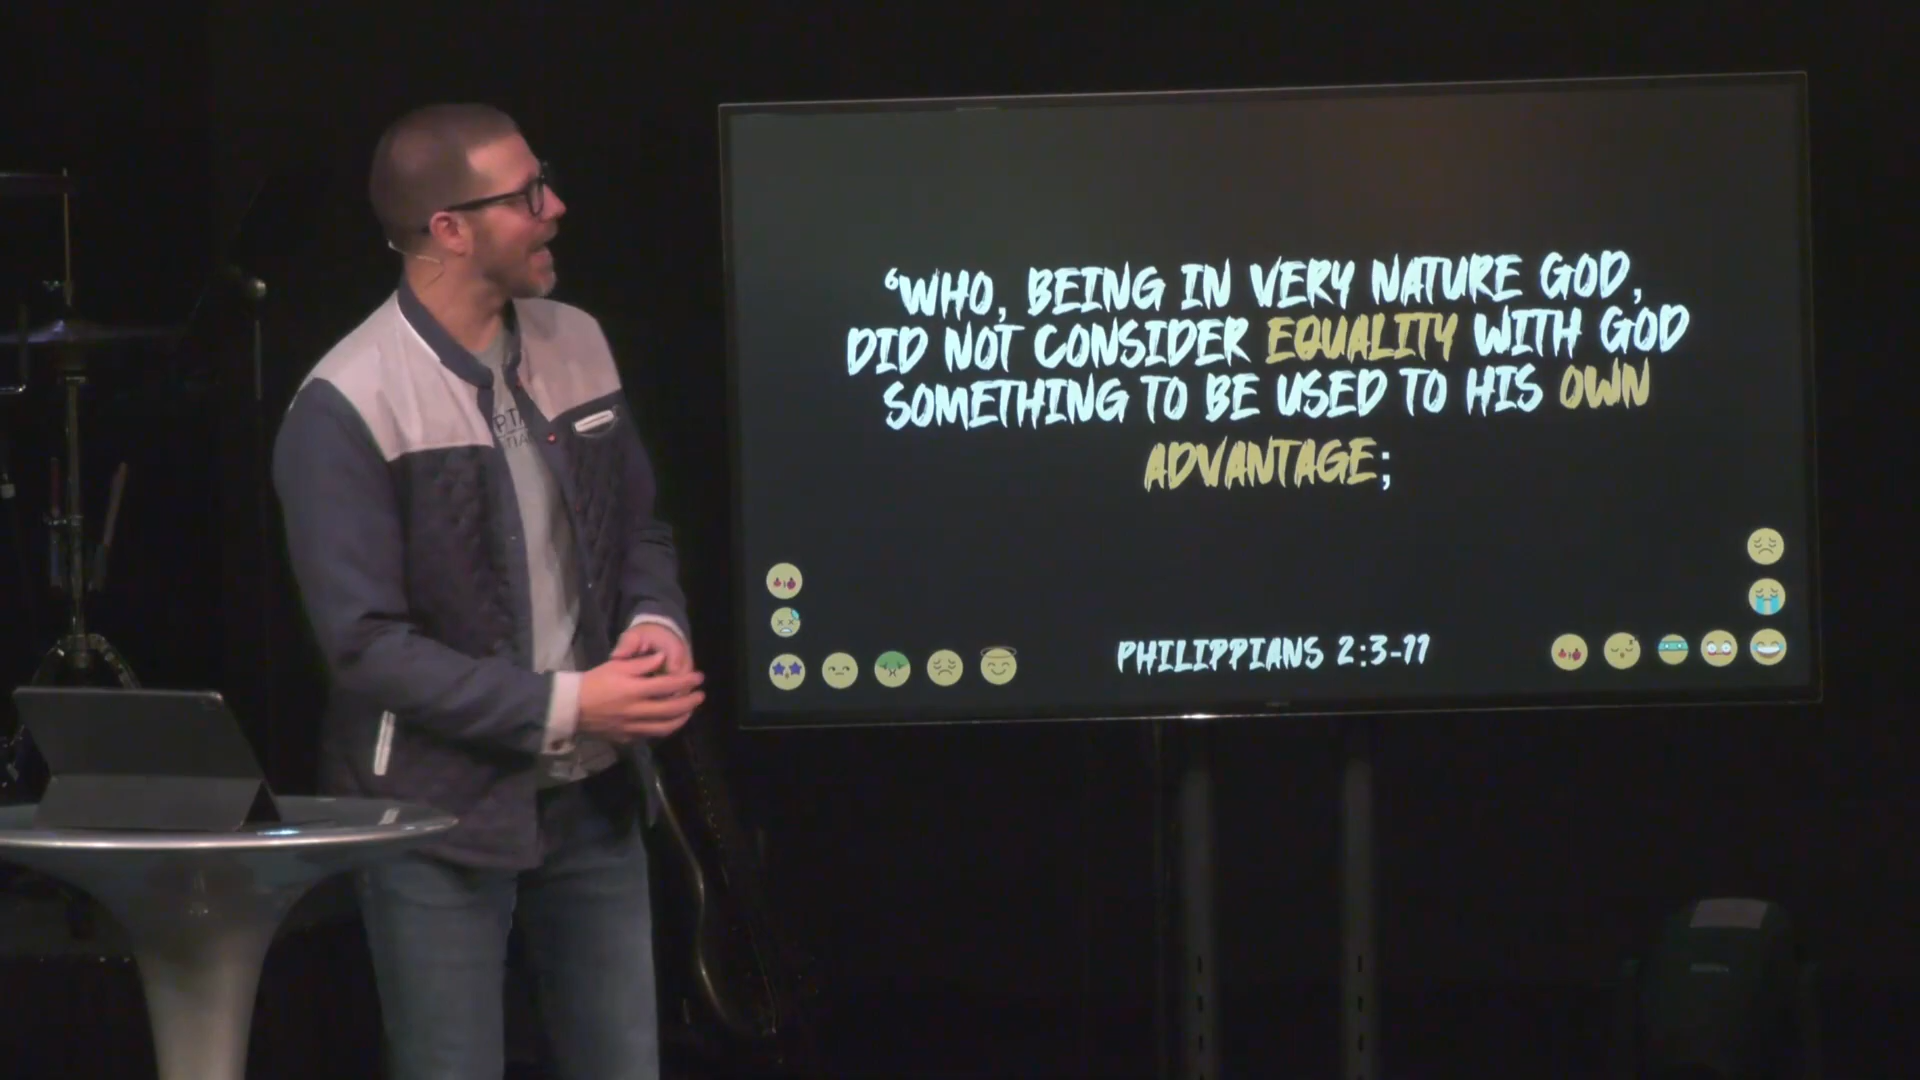 “WHO, BEING IN VERY NATURE GOD,
DID NOT CONSIDER EQUALITY WITH GOD
SOMETHING TO BE USED TO HIS OWN
ADVANTAGE;
PHILIPPIANS 2:3-11